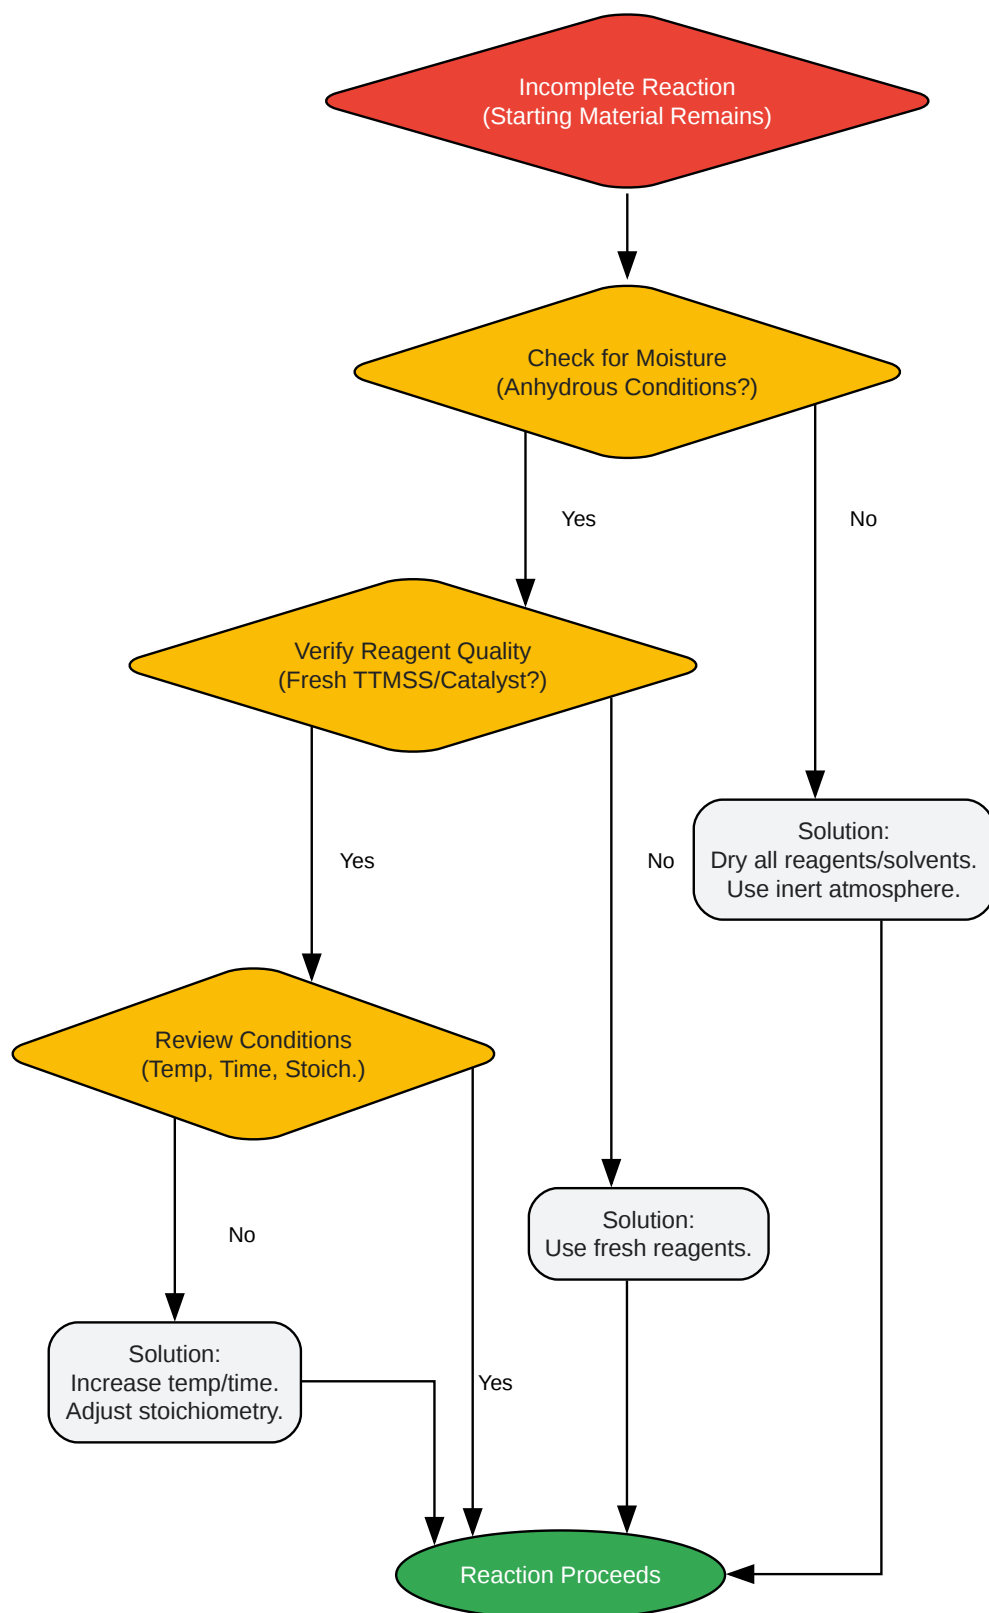 Incomplete Reaction
(Starting Material Remains)
Check for Moisture
(Anhydrous Conditions?)
Yes
No
Verify Reagent Quality
(Fresh TTMSS/Catalyst?)
Yes
No
Solution:
Dry all reagents/solvents.
Use inert atmosphere.
Review Conditions
(Temp, Time, Stoich.)
No
Solution:
Use fresh reagents.
Solution:
Increase temp/time.
Adjust stoichiometry.
Yes
Reaction Proceeds